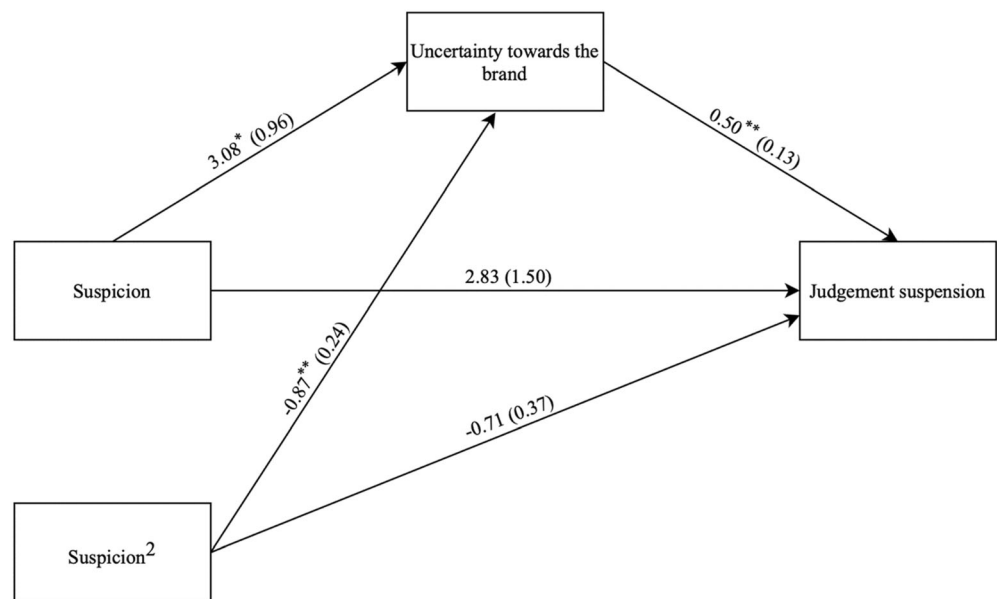 Uncertainty towards the
brand
3.08* (0.96)
0.50** (0.13)
Suspicion
2.83 (1.50)
Judgement suspension
-0.87** (0.24)
-0.71 (0.37)
Suspicion²